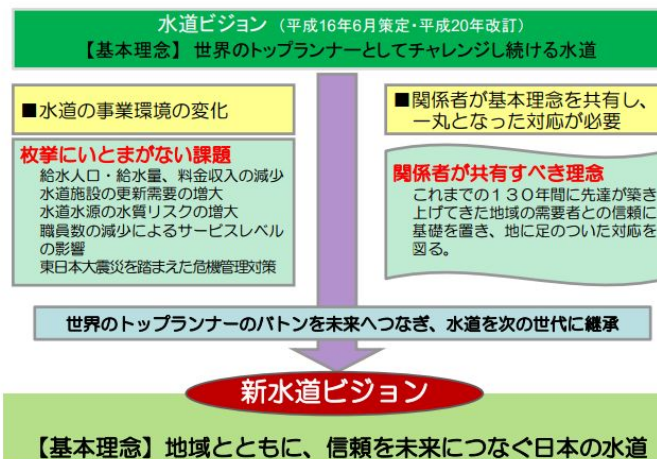 水道ビジョン（平成16年6月策定・平成20年改訂）
【基本理念】世界のトップランナーとしてチャレンジし続ける水道
■水道の事業環境の変化
枚挙にいとまがない課題
給水人口・給水量、料金収入の減少
水道施設の更新需要の増大
水道水源の水質リスクの増大
職員数の減少によるサービスレベル
の影響
東日本大震災を踏まえた危機管理対策
■関係者が基本理念を共有し、
一丸となった対応が必要
関係者が共有すべき理念
これまでの１３０年間に先達が築き
上げてきた地域の需要者との信頼に
基礎を置き、地に足のついた対応を
図る。
世界のトップランナーのバトンを未来へつなぎ、水道を次の世代に継承
新水道ビジョン
【基本理念】地域とともに、信頼を未来につなぐ日本の水道